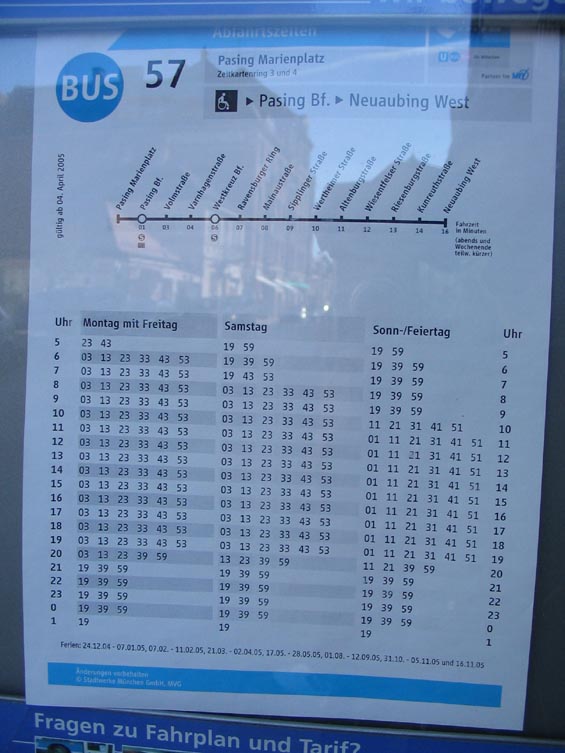 Abfahrtszeiten
BUS 57
Pasing Marienplatz
Zeitkartenring 3 und 4
Partner im MVV
Pasing Bf. Neuaubing West
gültig ab 04. April 2005
Pasing Marienplatz
Pasing Bf.
Volmstraße
Varnhagenstraße
Westkreuz Bf.
Ravensburger Ring
Mainaustraße
Sipplinger Straße
Wertheimer Straße
Altenburgstraße
Wiesentfelser Straße
Riesenburgstraße
Kunreuthstraße
Neuaubing West
01 03 04 06 07 08 09 10 11 12 13 14 16
Fahrzeit
in Minuten
(abends und
Wochenende
teilw. kürzer)
Uhr Montag mit Freitag Samstag Sonn-/Feiertag Uhr
5 23 43 19 59 19 59 5
6 03 13 23 33 43 53 19 39 59 19 39 59 6
7 03 13 23 33 43 53 19 43 53 19 39 59 7
8 03 13 23 33 43 53 03 13 23 33 43 53 19 39 59 8
9 03 13 23 33 43 53 03 13 23 33 43 53 19 39 59 9
10 03 13 23 33 43 53 03 13 23 33 43 53 11 21 31 41 51 10
11 03 13 23 33 43 53 03 13 23 33 43 53 01 11 21 31 41 51 11
12 03 13 23 33 43 53 03 13 23 33 43 53 01 11 21 31 41 51 12
13 03 13 23 33 43 53 03 13 23 33 43 53 01 11 21 31 41 51 13
14 03 13 23 33 43 53 03 13 23 33 43 53 01 11 21 31 41 51 14
15 03 13 23 33 43 53 03 13 23 33 43 53 01 11 21 31 41 51 15
16 03 13 23 33 43 53 03 13 23 33 43 53 01 11 21 31 41 51 16
17 03 13 23 33 43 53 03 13 23 33 43 53 01 11 21 31 41 51 17
18 03 13 23 33 43 53 03 13 23 33 43 53 01 11 21 31 41 51 18
19 03 13 23 33 43 53 03 13 23 33 43 53 01 11 21 31 41 51 19
20 03 13 23 39 59 13 23 39 59 11 21 39 59 20
21 19 39 59 19 39 59 19 39 59 21
22 19 39 59 19 39 59 19 39 59 22
23 19 39 59 19 39 59 19 39 59 23
0 19 39 59 19 39 59 19 39 59 0
1 19 19 19 1
Ferien: 24.12.04 - 07.01.05, 07.02. - 11.02.05, 21.03. - 02.04.05, 17.05. - 28.05.05, 01.08. - 12.09.05, 31.10. - 05.11.05 und 16.11.05
Änderungen vorbehalten
© Stadtwerke München GmbH, MVG
Fragen zu Fahrplan und Tarif?